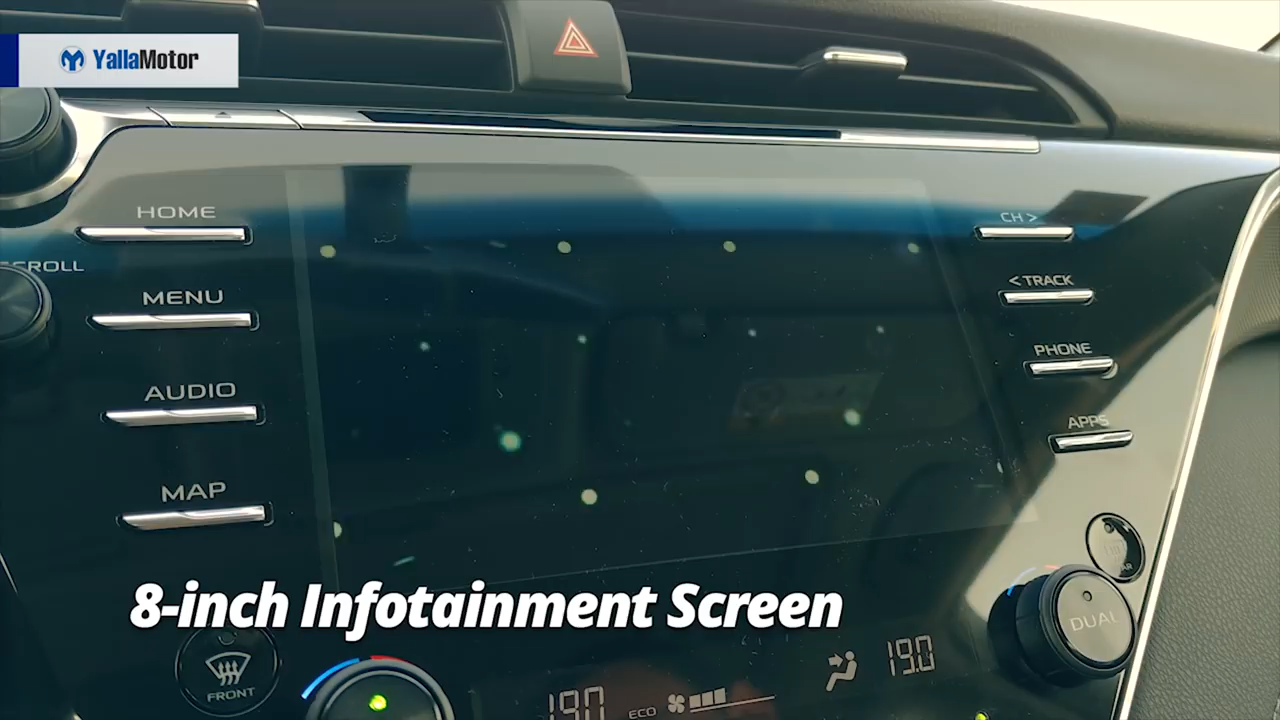 YallaMotor
HOME
CH >
SCROLL
< TRACK
MENU
PHONE
AUDIO
APPS
MAP
8-inch Infotainment Screen
DUAL
FRONT
19.0
19.0
ECO